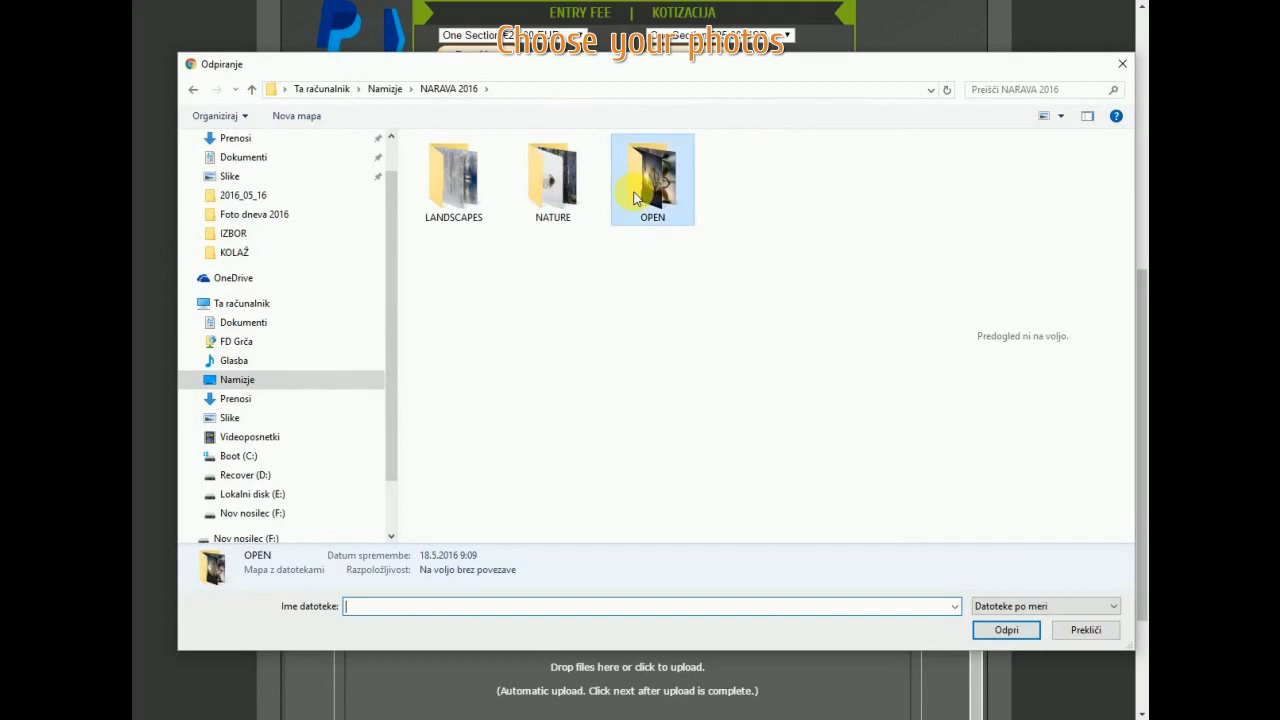 ENTRY FEE | KOTIZACIJA
Choose your photos
Odpiranje
Ta računalnik
Namizje
NARAVA 2016
Preišči NARAVA 2016
Organiziraj
Nova mapa
Prenosi
Dokumenti
Slike
2016_05_16
Foto dneva 2016
IZBOR
KOLAŽ
OneDrive
Ta računalnik
Dokumenti
FD Grča
Glasba
Namizje
Prenosi
Slike
Videoposnetki
Boot (C:)
Recover (D:)
Lokalni disk (E:)
Nov nosilec (F:)
Nov nosilec (F:)
LANDSCAPES
NATURE
OPEN
Predogled ni na voljo.
OPEN
Mapa z datotekami
Datum spremembe: 18.5.2016 9:09
Razpoložljivost: Na voljo brez povezave
Ime datoteke:
Datoteke po meri
Odpri
Prekliči
Drop files here or click to upload.
(Automatic upload. Click next after upload is complete.)